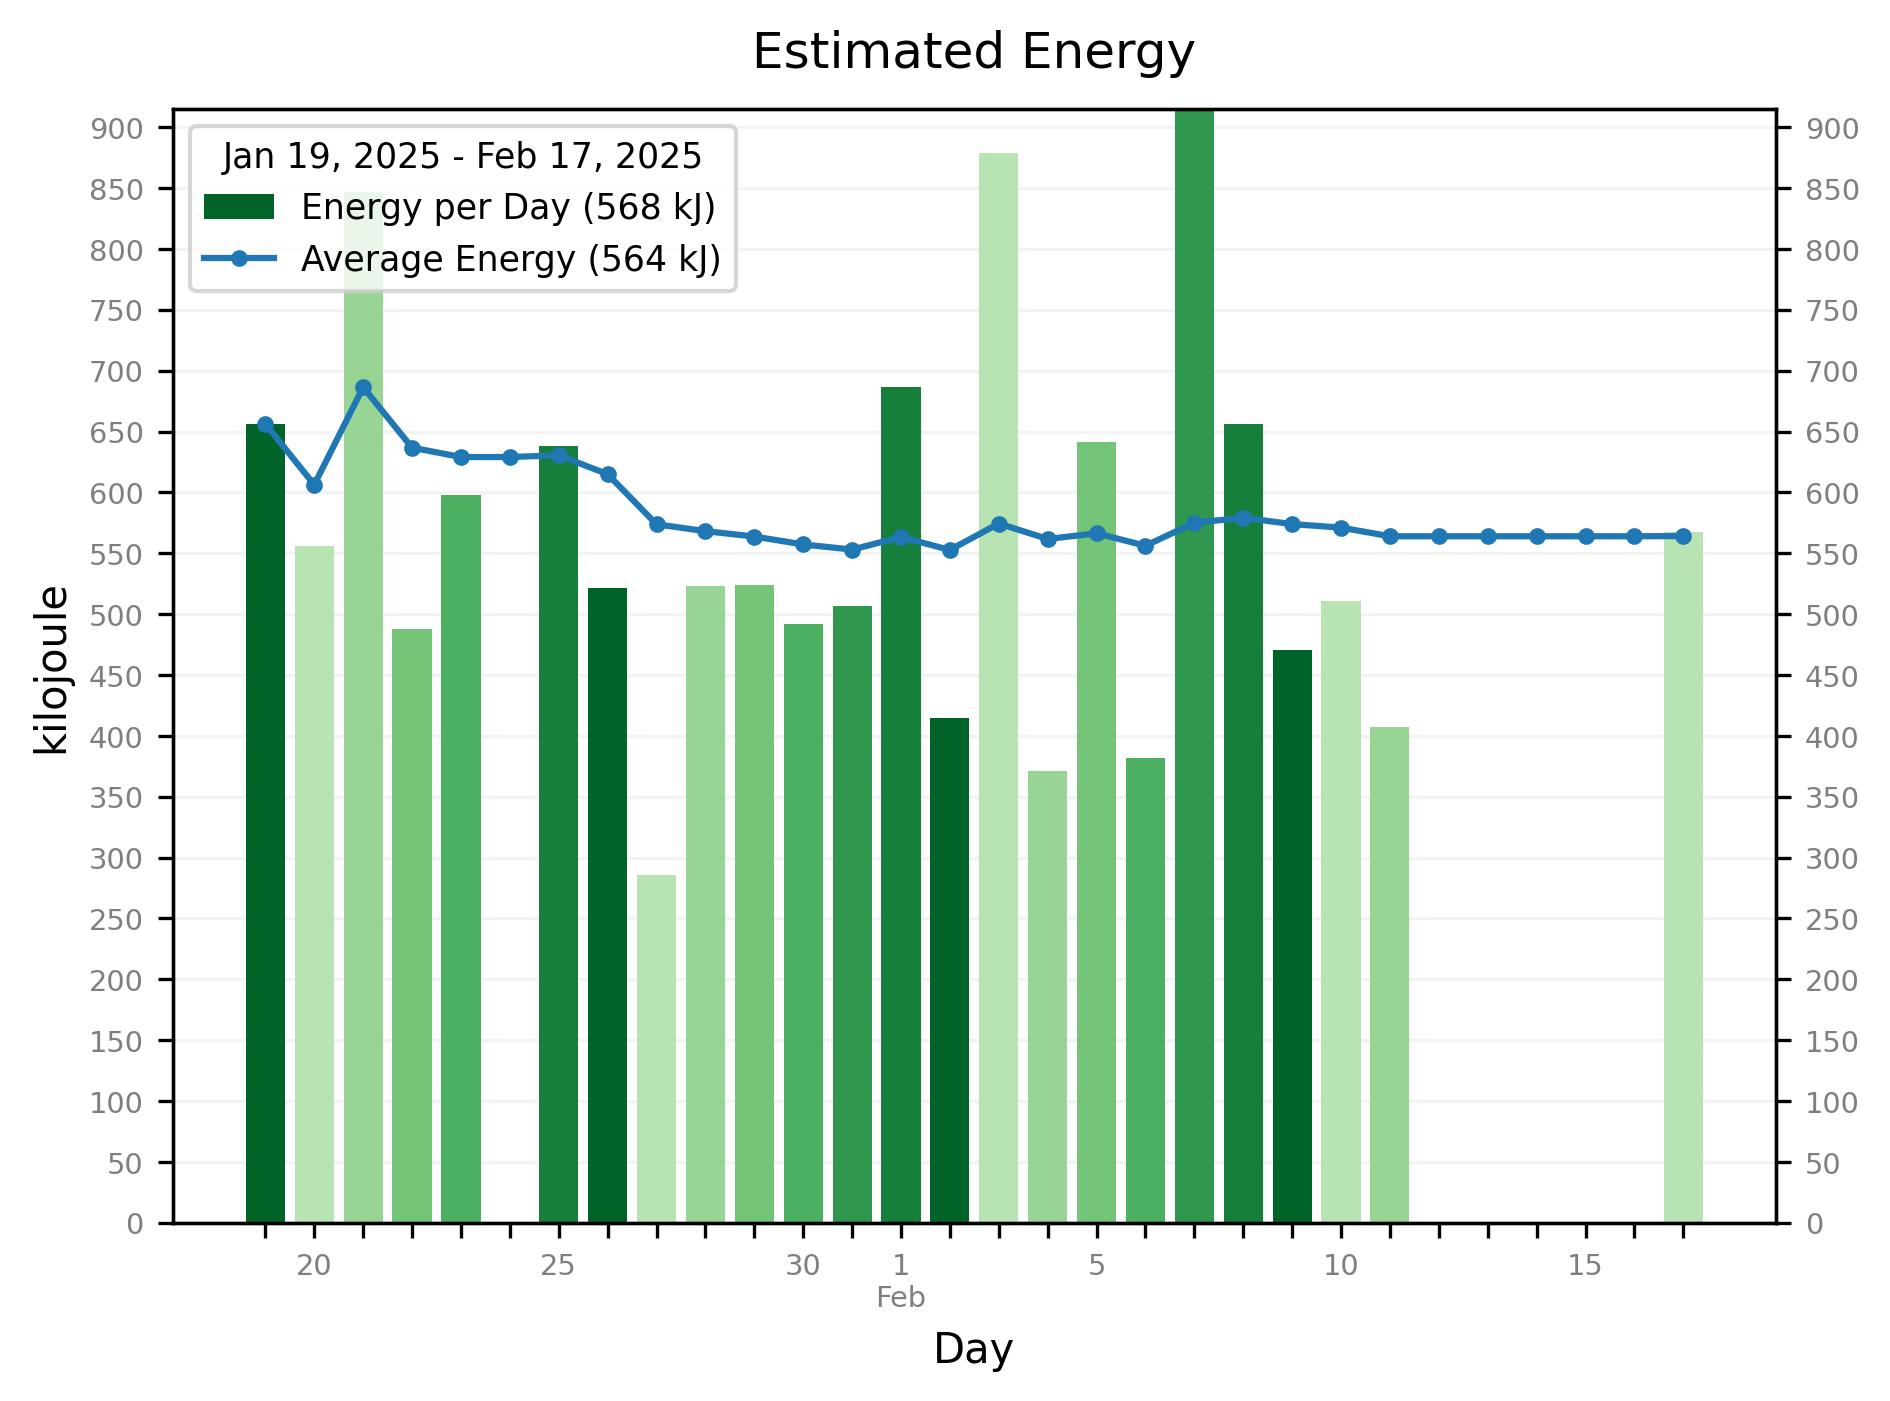 Estimated Energy
Jan 19, 2025 - Feb 17, 2025
Energy per Day (568 kJ)
Average Energy (564 kJ)
900 900
850 850
800 800
750 750
700 700
650 650
600 600
550 550
500 500
450 450
400 400
350 350
300 300
250 250
200 200
150 150
100 100
50 50
0 0
kilojoule
20 25 30 1 5 10 15
Feb
Day